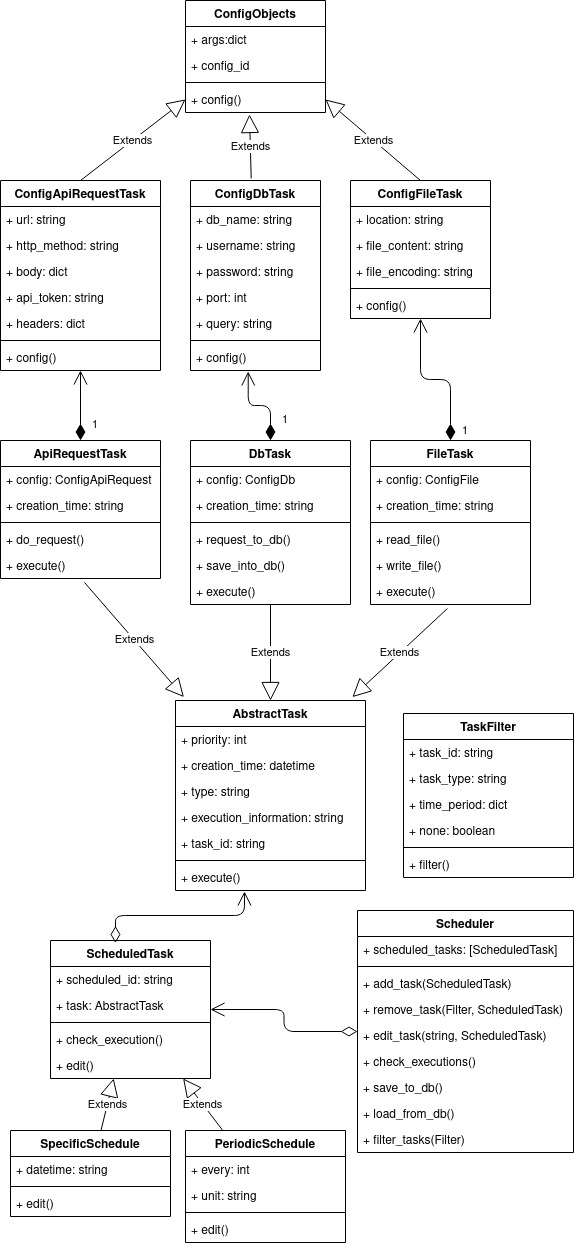 ConfigObjects
+ args:dict
+ config_id
+ config()
Extends
Extends
Extends
ConfigApiRequestTask
+ url: string
+ http_method: string
+ body: dict
+ api_token: string
+ headers: dict
+ config()
ConfigDbTask
+ db_name: string
+ username: string
+ password: string
+ port: int
+ query: string
+ config()
ConfigFileTask
+ location: string
+ file_content: string
+ file_encoding: string
+ config()
1
1
1
ApiRequestTask
+ config: ConfigApiRequest
+ creation_time: string
+ do_request()
+ execute()
DbTask
+ config: ConfigDb
+ creation_time: string
+ request_to_db()
+ save_into_db()
+ execute()
FileTask
+ config: ConfigFile
+ creation_time: string
+ read_file()
+ write_file()
+ execute()
Extends
Extends
Extends
AbstractTask
+ priority: int
+ creation_time: datetime
+ type: string
+ execution_information: string
+ task_id: string
+ execute()
TaskFilter
+ task_id: string
+ task_type: string
+ time_period: dict
+ none: boolean
+ filter()
ScheduledTask
+ scheduled_id: string
+ task: AbstractTask
+ check_execution()
+ edit()
Scheduler
+ scheduled_tasks: [ScheduledTask]
+ add_task(ScheduledTask)
+ remove_task(Filter, ScheduledTask)
+ edit_task(string, ScheduledTask)
+ check_executions()
+ save_to_db()
+ load_from_db()
+ filter_tasks(Filter)
Extends
Extends
SpecificSchedule
+ datetime: string
+ edit()
PeriodicSchedule
+ every: int
+ unit: string
+ edit()